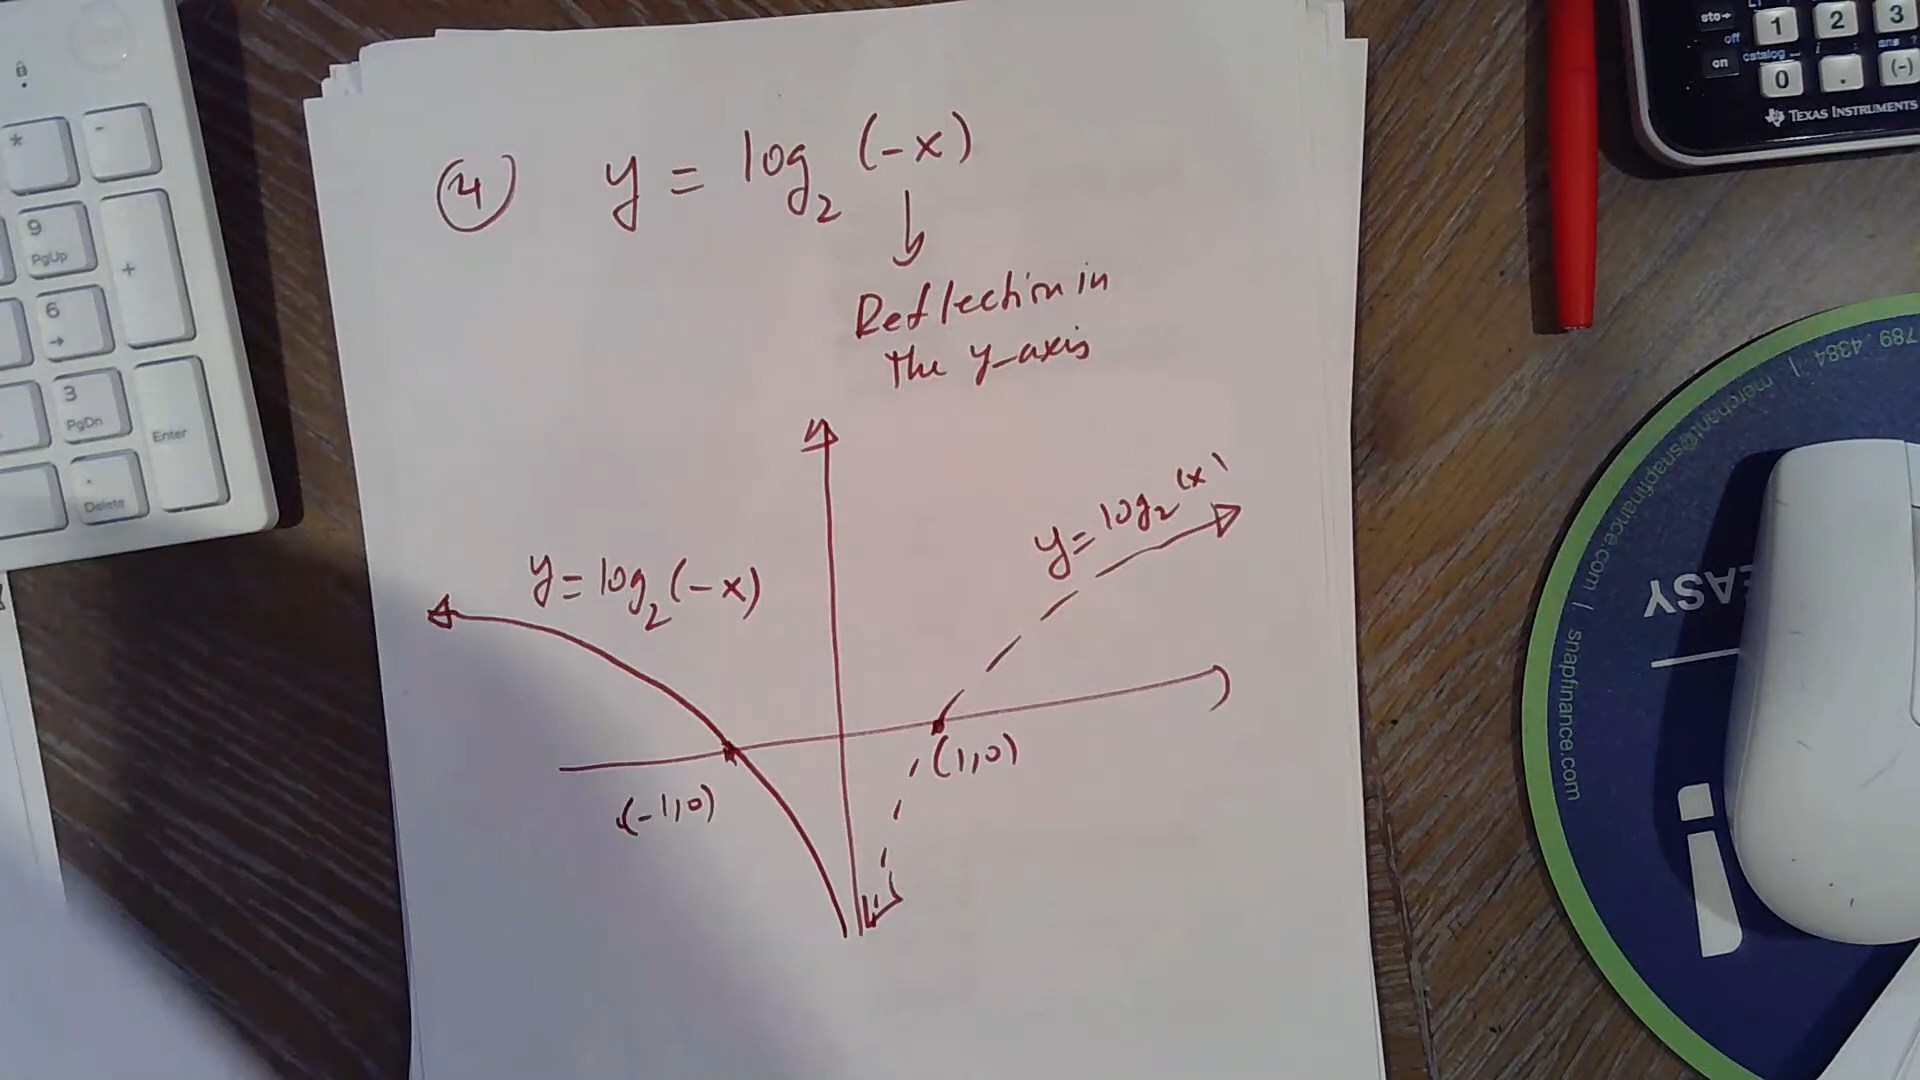 ④ y = log₂ (-x)
Reflection in
the y-axis
y = log₂ (x)
y = log₂ (-x)
(1,0)
(-1,0)
*
-
9
PgUp
+
6
→
3
PgDn
Enter
.
Delete
sto→
1
2
3
off
catalog
i
:
ans
?
on
0
.
(-)
TEXAS INSTRUMENTS
789.4384 |
merchant@snapfinance.com | snapfinance.com
EASY